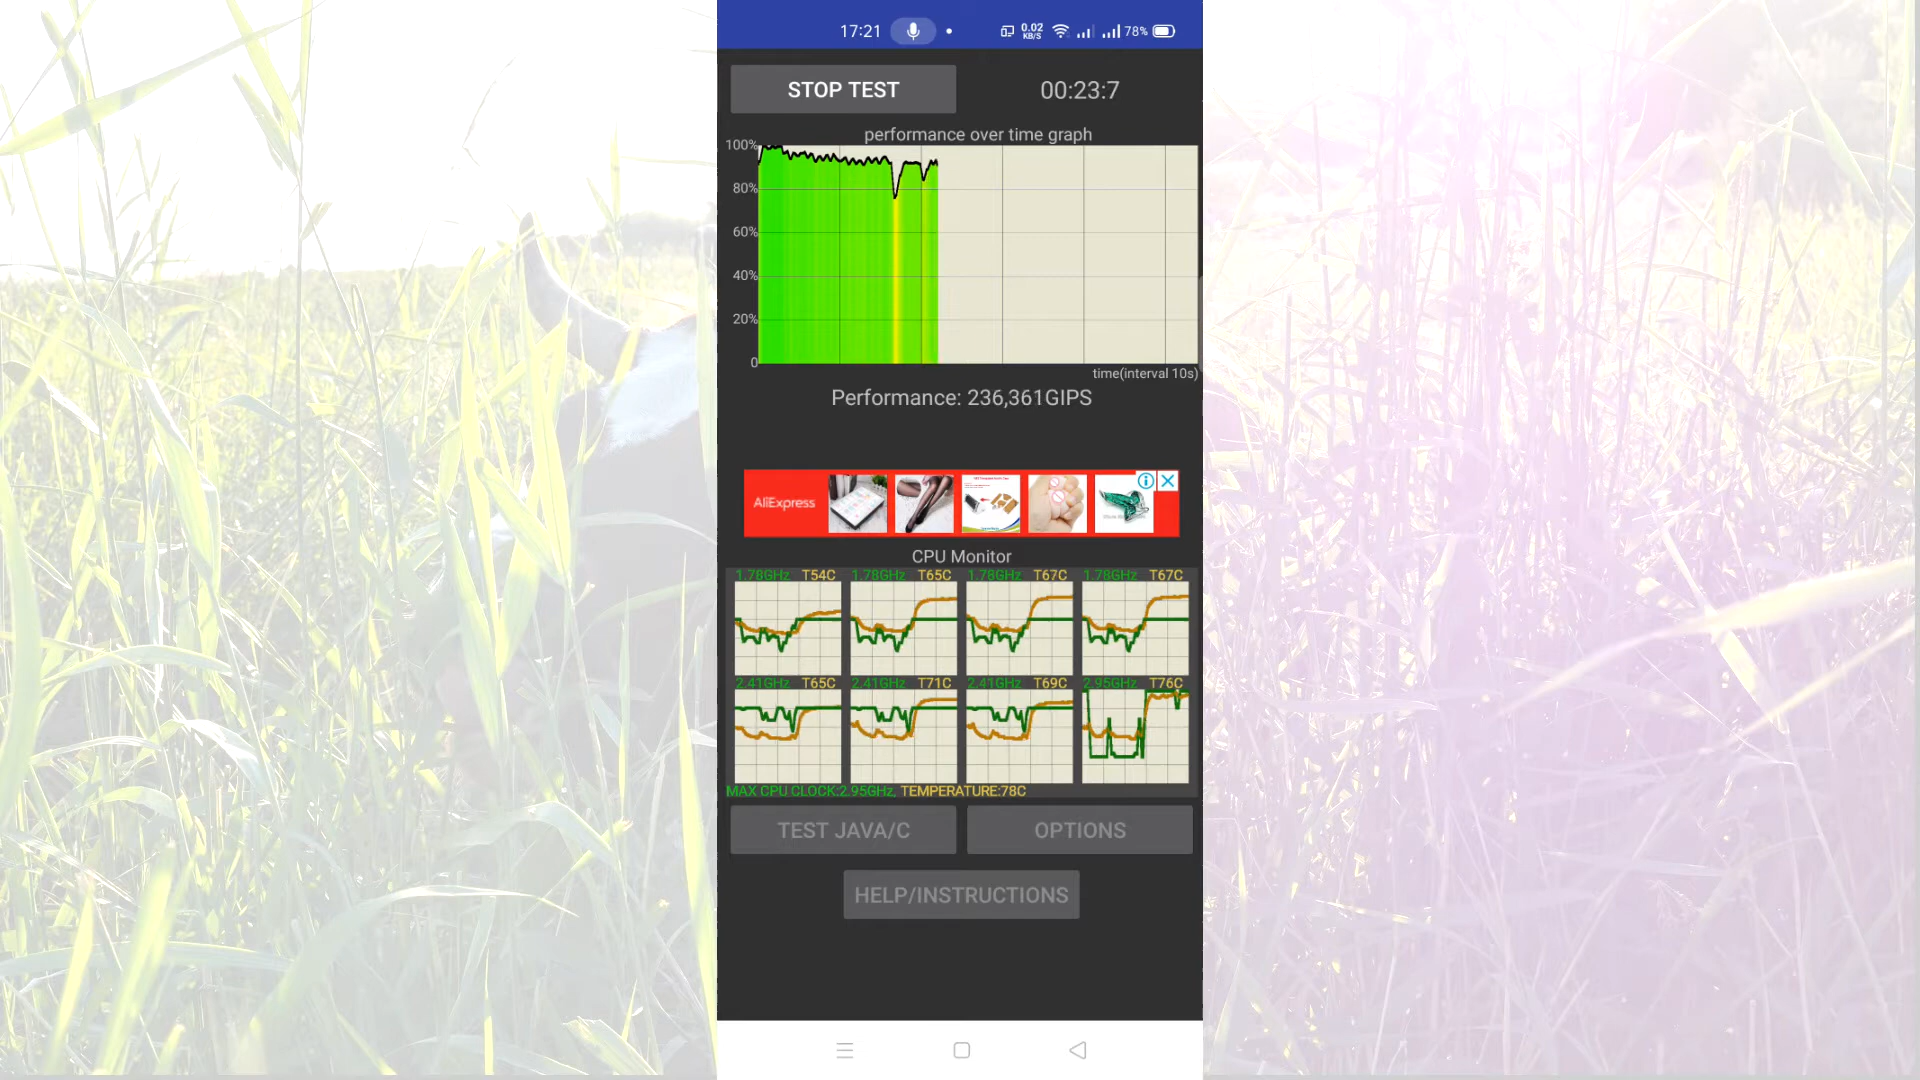 17:21 0.02 KB/S 78%
STOP TEST 00:23:7
performance over time graph
100%
80%
60%
40%
20%
0
time(interval 10s)
Performance: 236,361GIPS
AliExpress
CPU Monitor
1.78GHz T54C 1.78GHz T65C 1.78GHz T67C 1.78GHz T67C
2.41GHz T65C 2.41GHz T71C 2.41GHz T69C 2.95GHz T76C
MAX CPU CLOCK:2.95GHz, TEMPERATURE:78C
TEST JAVA/C OPTIONS
HELP/INSTRUCTIONS